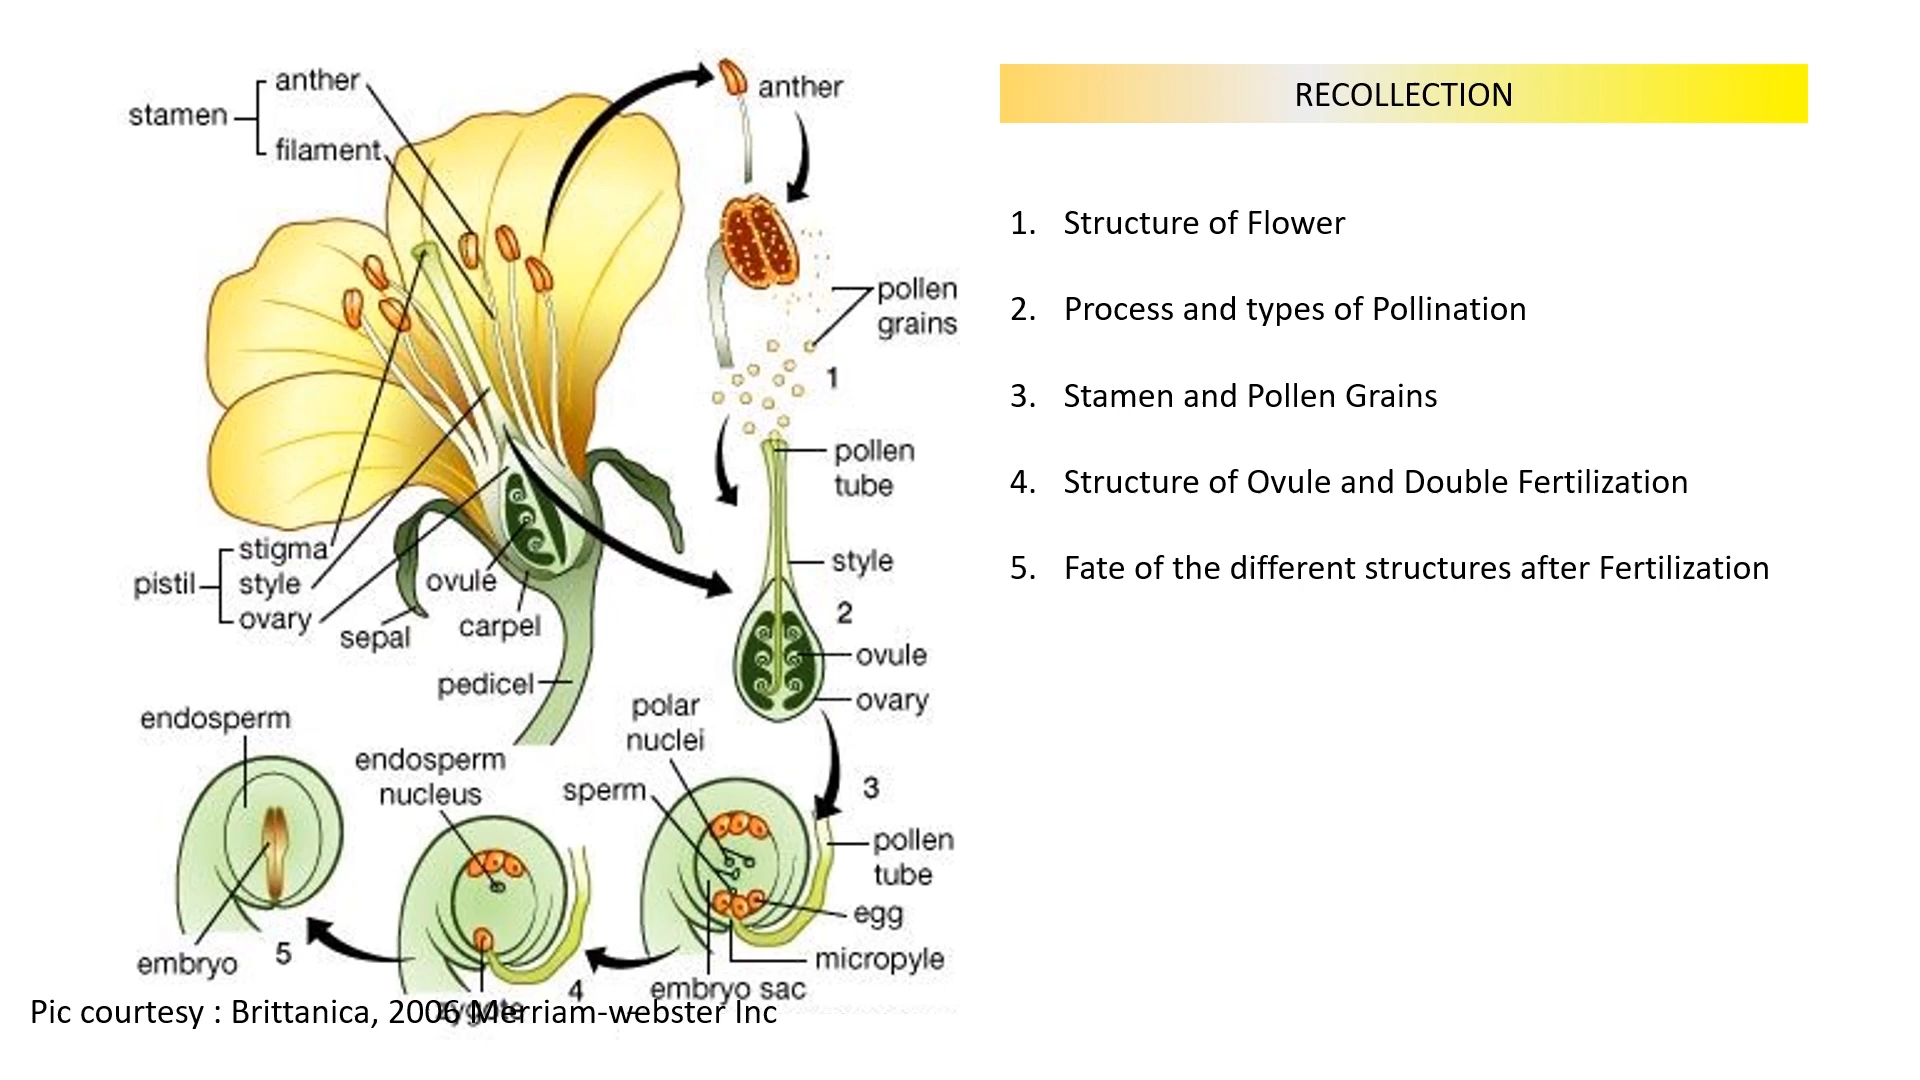 anther
stamen
filament
anther
pollen
grains
1
pollen
tube
stigma
pistil
style
ovary
ovule
carpel
sepal
pedicel
style
2
ovule
ovary
polar
nuclei
endosperm
endosperm
nucleus
sperm
3
pollen
tube
egg
micropyle
embryo sac
embryo
5
4
zygote
Pic courtesy : Brittanica, 2006 Merriam-webster Inc
RECOLLECTION
1. Structure of Flower
2. Process and types of Pollination
3. Stamen and Pollen Grains
4. Structure of Ovule and Double Fertilization
5. Fate of the different structures after Fertilization